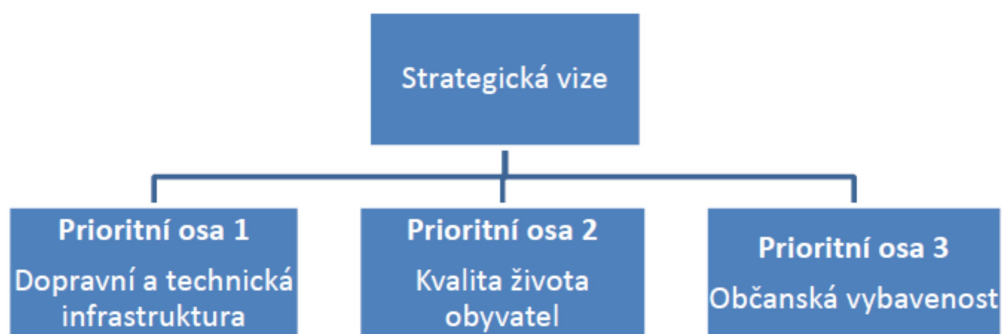 Strategická vize
Prioritní osa 1
Dopravní a technická
infrastruktura
Prioritní osa 2
Kvalita života
obyvatel
Prioritní osa 3
Občanská vybavenost